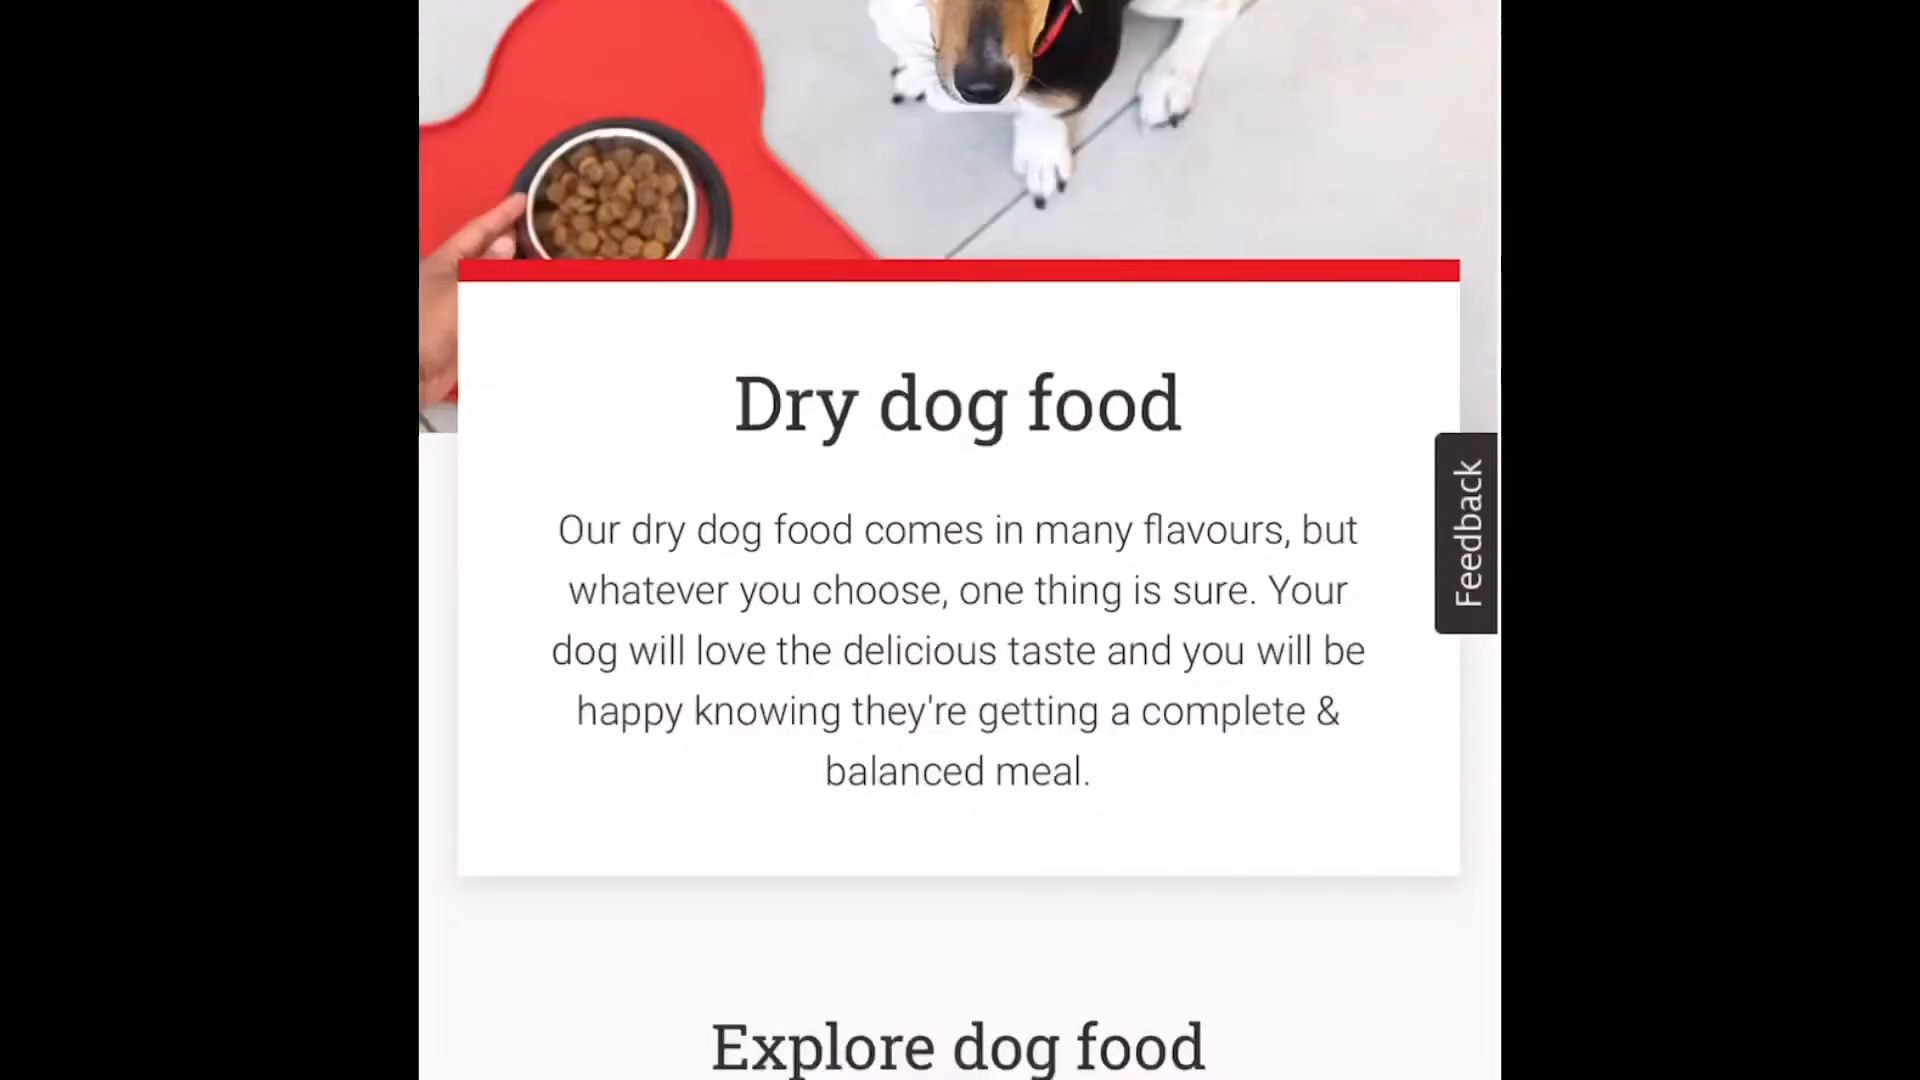 Dry dog food
Our dry dog food comes in many flavours, but
whatever you choose, one thing is sure. Your
dog will love the delicious taste and you will be
happy knowing they're getting a complete &
balanced meal.
Feedback
Explore dog food